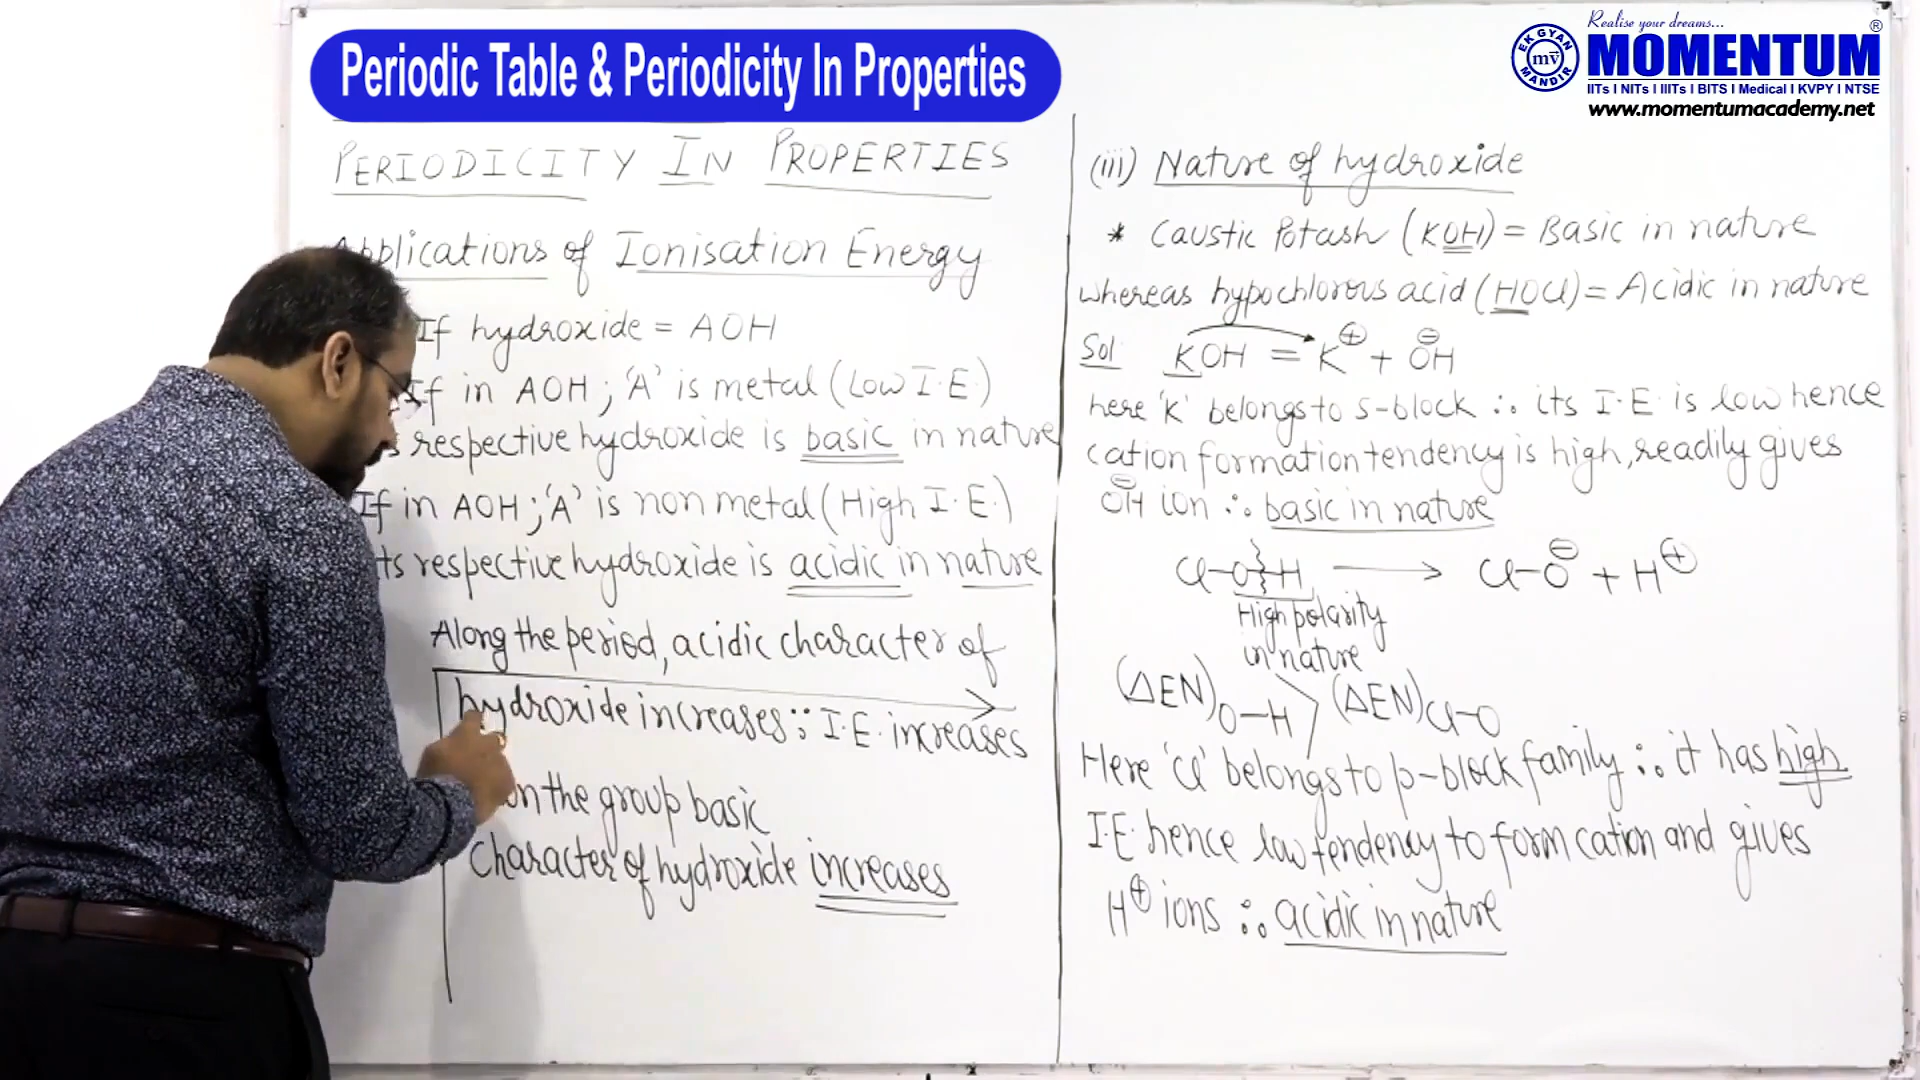 Periodic Table & Periodicity In Properties
Realise your dreams...
EK GYAN MANDIR
mv
MOMENTUM®
IITs I NITs I IIITs I BITS I Medical I KVPY I NTSE
www.momentumacademy.net
PERIODICITY IN PROPERTIES
Applications of Ionisation Energy
If hydroxide = AOH
If in AOH ; 'A' is metal (Low I.E.)
respective hydroxide is basic in nature
If in AOH ; 'A' is non metal (High I.E.)
its respective hydroxide is acidic in nature
Along the period, acidic character of
hydroxide increases ∵ I.E. increases
the group basic
character of hydroxide increases
(iii) Nature of hydroxide
* Caustic Potash (KOH) = Basic in nature
whereas hypochlorous acid (HOCl) = Acidic in nature
Sol KOH = K⊕ + ⊖OH
here 'K' belongs to s-block ∴ its I.E. is low hence
cation formation tendency is high, readily gives
⊖OH ion ∴ basic in nature
Cl-O-H → Cl-O⊖ + H⊕
High polarity
in nature
(ΔEN)O-H > (ΔEN)Cl-O
Here 'Cl' belongs to p-block family ∴ it has high
I.E. hence low tendency to form cation and gives
H⊕ ions ∴ acidic in nature